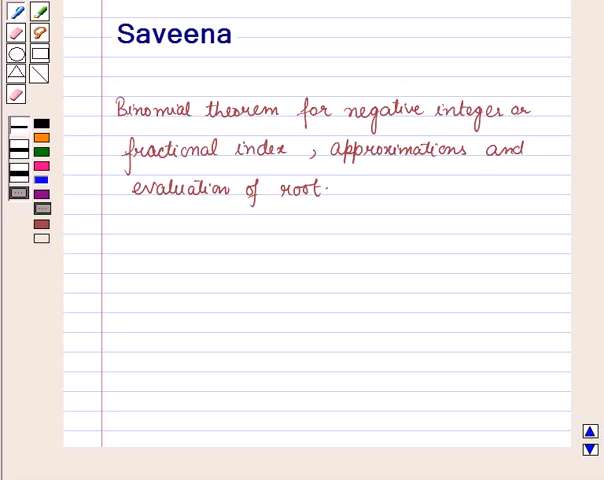 Saveena
Binomial theorem for negative integer or
fractional index, approximations and
evaluation of root.